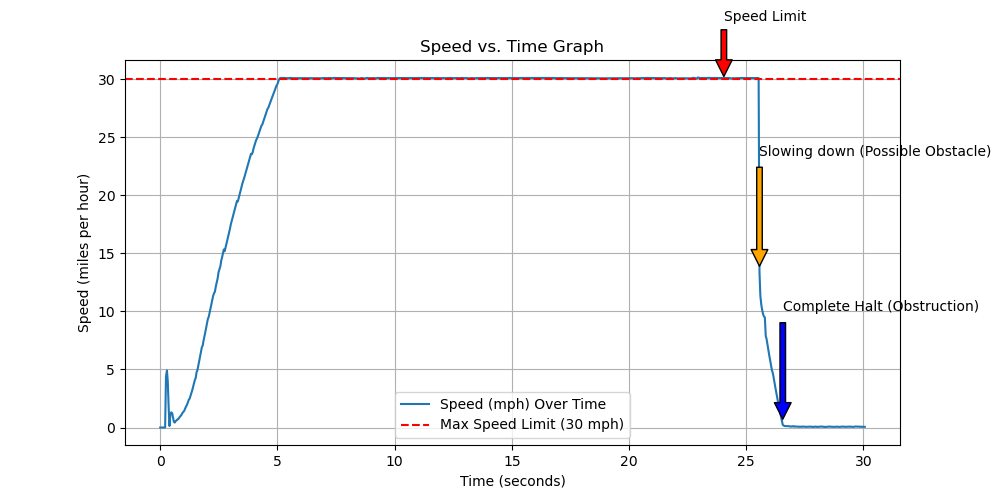 Speed Limit
Speed vs. Time Graph
30
25
Slowing down (Possible Obstacle)
20
15
Speed (miles per hour)
10
Complete Halt (Obstruction)
5
0
Speed (mph) Over Time
Max Speed Limit (30 mph)
0 5 10 15 20 25 30
Time (seconds)